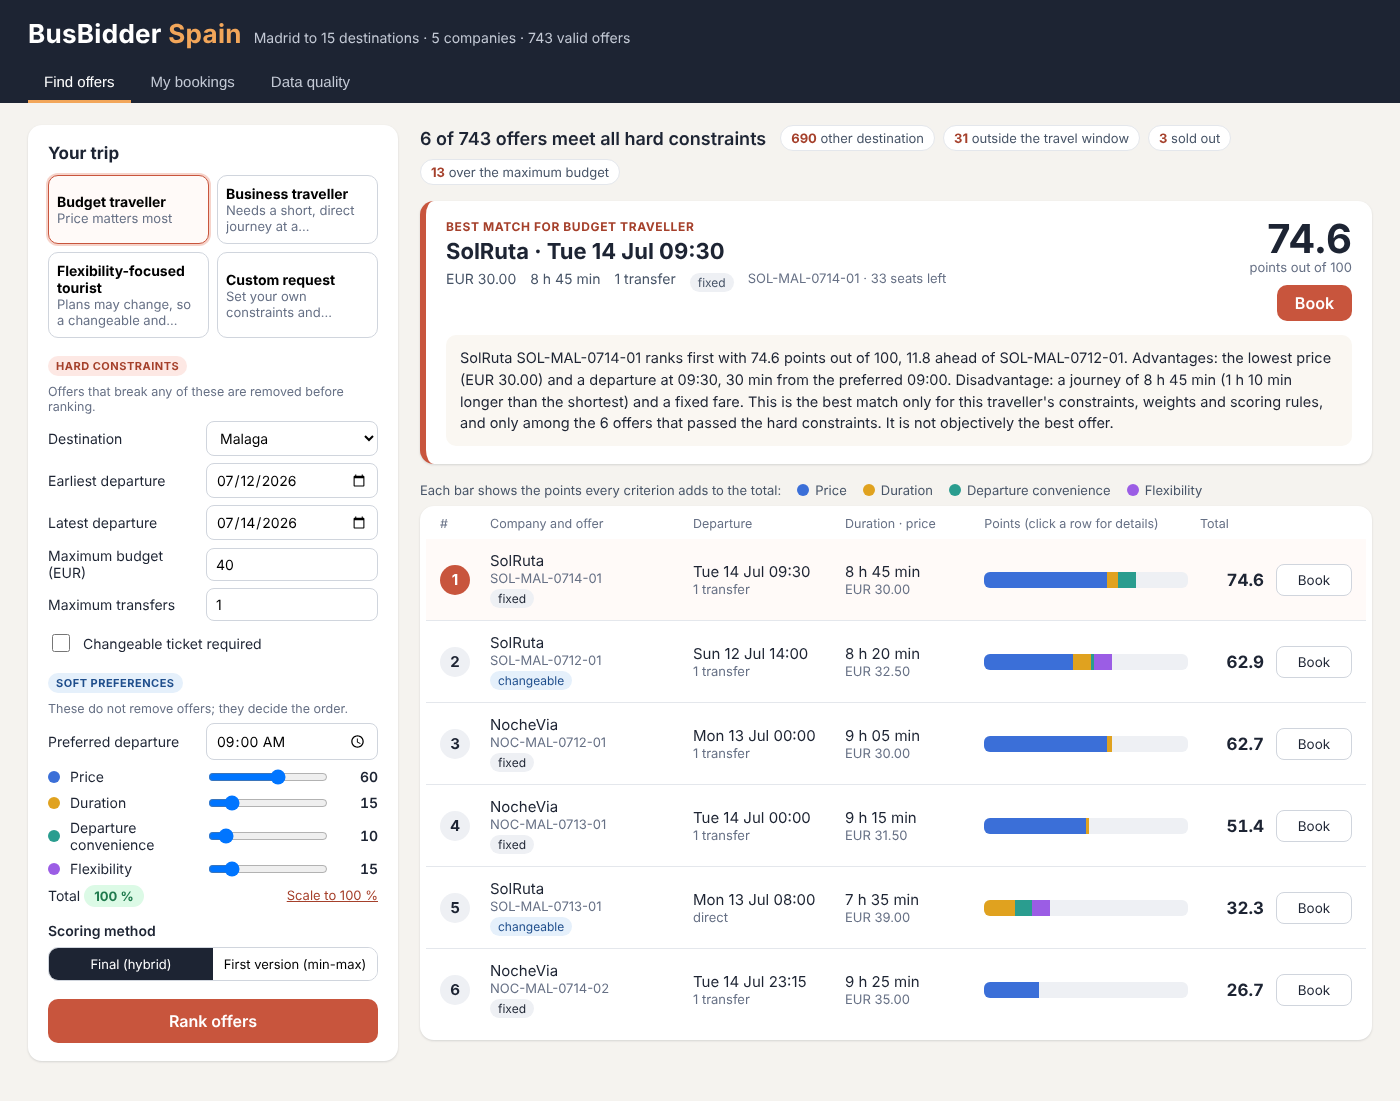 BusBidder Spain Madrid to 15 destinations · 5 companies · 743 valid offers
Find offers My bookings Data quality
Your trip
Budget traveller
Price matters most
Business traveller
Needs a short, direct
journey at a...
Flexibility-focused
tourist
Plans may change, so
a changeable and...
Custom request
Set your own
constraints and...
HARD CONSTRAINTS
Offers that break any of these are removed before
ranking.
Destination Malaga
Earliest departure 07/12/2026
Latest departure 07/14/2026
Maximum budget
(EUR) 40
Maximum transfers 1
Changeable ticket required
SOFT PREFERENCES
These do not remove offers; they decide the order.
Preferred departure 09:00 AM
Price 60
Duration 15
Departure
convenience 10
Flexibility 15
Total 100 % Scale to 100 %
Scoring method
Final (hybrid) First version (min-max)
Rank offers
6 of 743 offers meet all hard constraints 690 other destination 31 outside the travel window 3 sold out
13 over the maximum budget
BEST MATCH FOR BUDGET TRAVELLER
SolRuta · Tue 14 Jul 09:30
EUR 30.00 8 h 45 min 1 transfer fixed SOL-MAL-0714-01 · 33 seats left
74.6
points out of 100
Book
SolRuta SOL-MAL-0714-01 ranks first with 74.6 points out of 100, 11.8 ahead of SOL-MAL-0712-01. Advantages: the lowest price
(EUR 30.00) and a departure at 09:30, 30 min from the preferred 09:00. Disadvantage: a journey of 8 h 45 min (1 h 10 min
longer than the shortest) and a fixed fare. This is the best match only for this traveller's constraints, weights and scoring rules,
and only among the 6 offers that passed the hard constraints. It is not objectively the best offer.
Each bar shows the points every criterion adds to the total: Price Duration Departure convenience Flexibility
# Company and offer Departure Duration · price Points (click a row for details) Total
1 SolRuta Tue 14 Jul 09:30 8 h 45 min 74.6 Book
SOL-MAL-0714-01 1 transfer EUR 30.00
fixed
2 SolRuta Sun 12 Jul 14:00 8 h 20 min 62.9 Book
SOL-MAL-0712-01 1 transfer EUR 32.50
changeable
3 NocheVia Mon 13 Jul 00:00 9 h 05 min 62.7 Book
NOC-MAL-0712-01 1 transfer EUR 30.00
fixed
4 NocheVia Tue 14 Jul 00:00 9 h 15 min 51.4 Book
NOC-MAL-0713-01 1 transfer EUR 31.50
fixed
5 SolRuta Mon 13 Jul 08:00 7 h 35 min 32.3 Book
SOL-MAL-0713-01 direct EUR 39.00
changeable
6 NocheVia Tue 14 Jul 23:15 9 h 25 min 26.7 Book
NOC-MAL-0714-02 1 transfer EUR 35.00
fixed